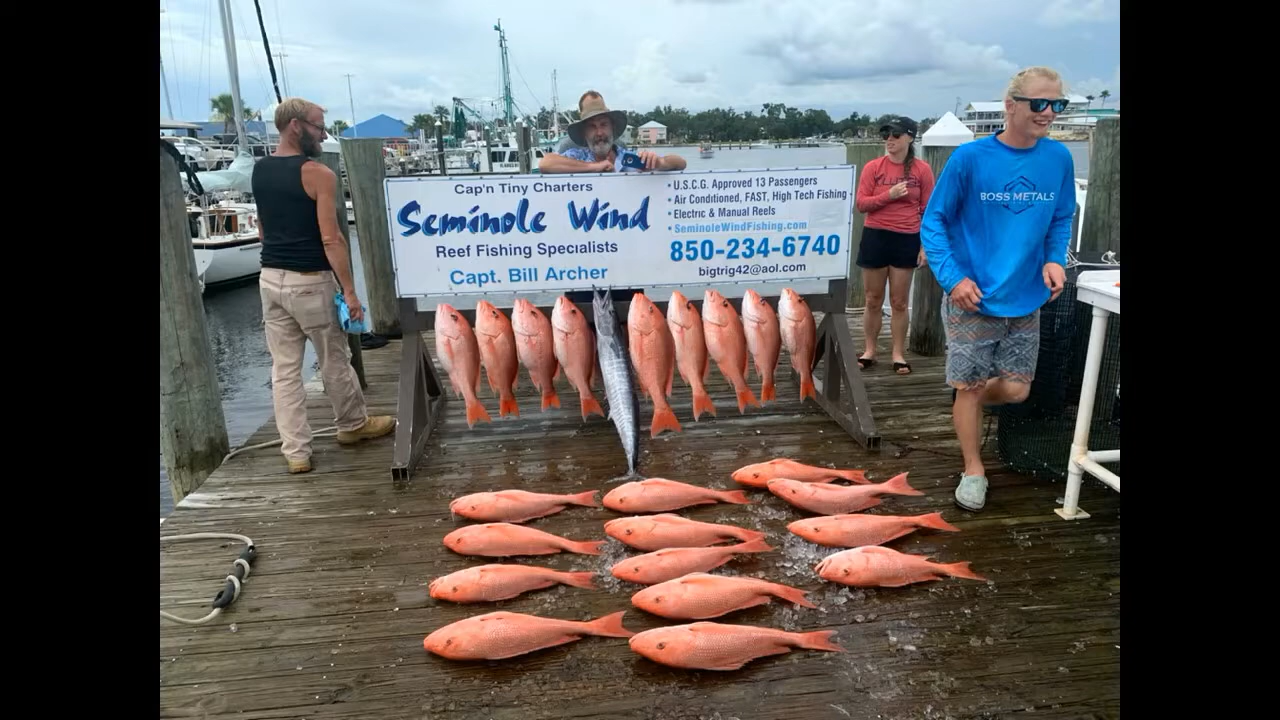 Cap'n Tiny Charters
Seminole Wind
Reef Fishing Specialists
Capt. Bill Archer
• U.S.C.G. Approved 13 Passengers
• Air Conditioned, FAST, High Tech Fishing
• Electric & Manual Reels
• SeminoleWindFishing.com
850-234-6740
bigtrig42@aol.com
BOSS METALS